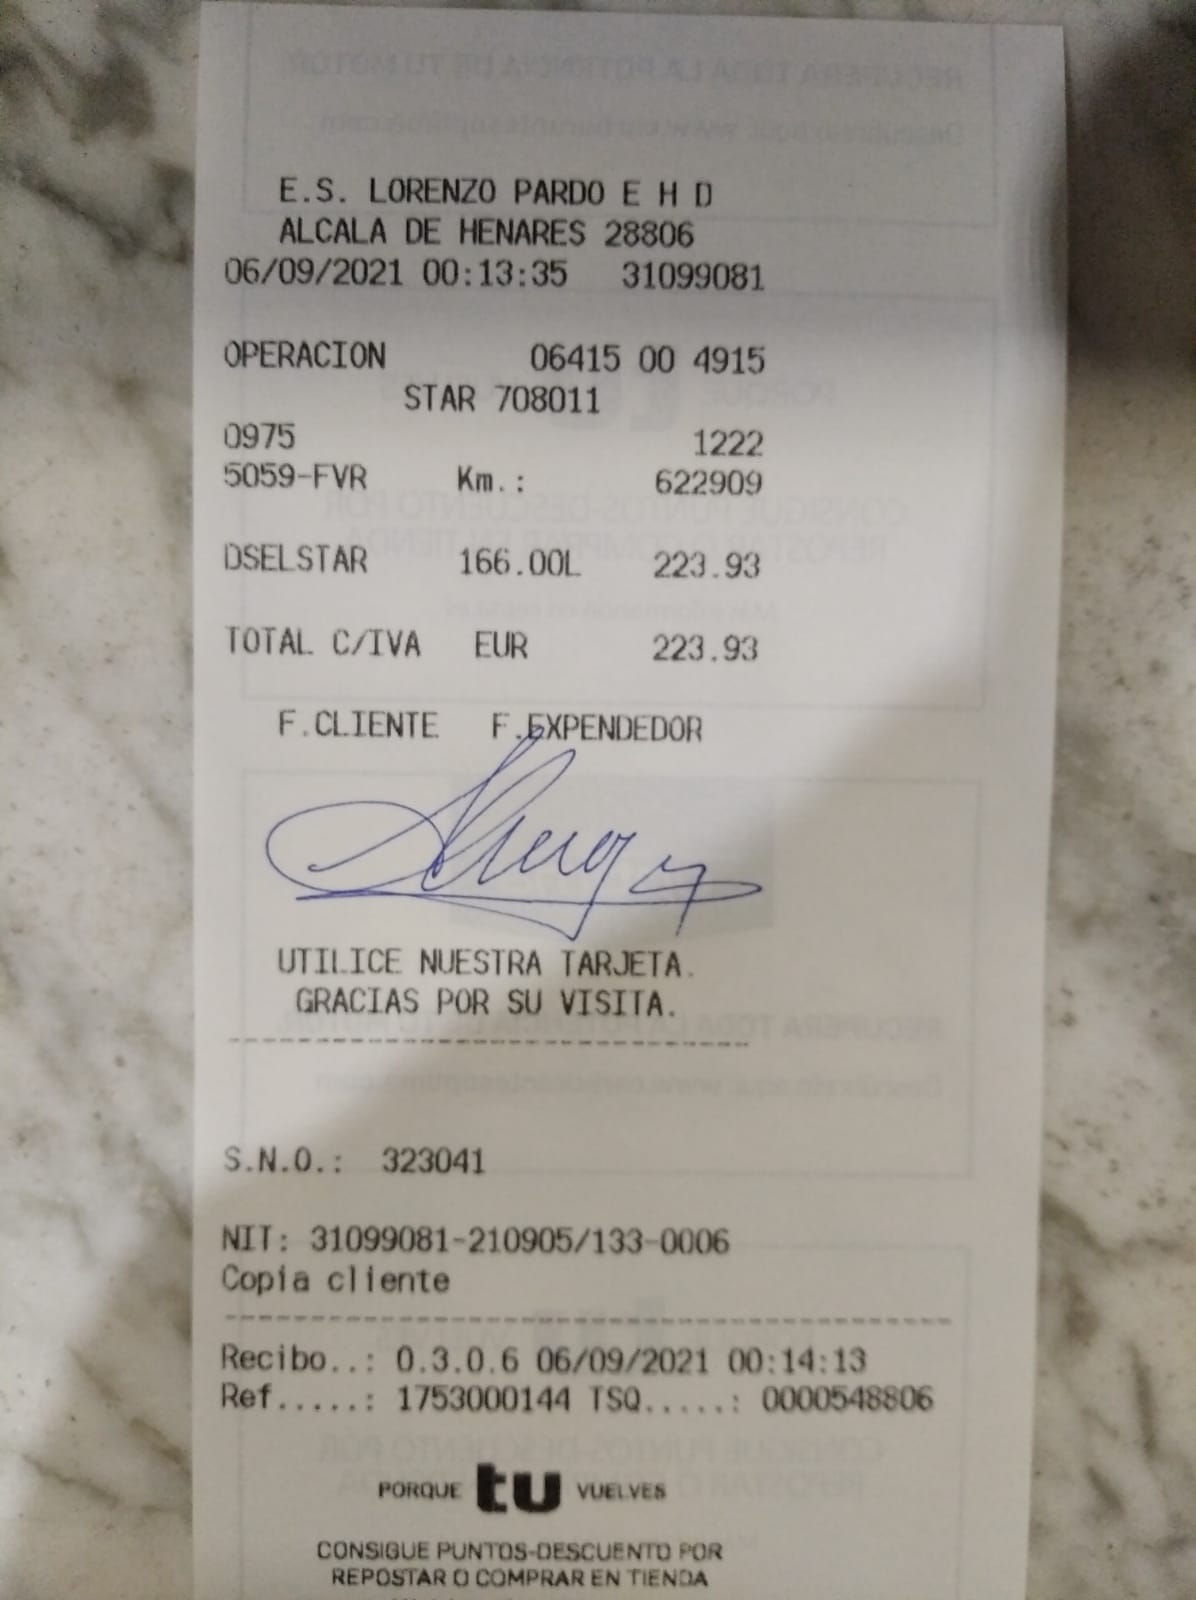 E.S. LORENZO PARDO E H D
ALCALA DE HENARES 28806
06/09/2021 00:13:35 31099081
OPERACION 06415 00 4915
STAR 708011
0975 1222
5059-FVR Km.: 622909
DSELSTAR 166.00L 223.93
TOTAL C/IVA EUR 223.93
F.CLIENTE F.EXPENDEDOR
UTILICE NUESTRA TARJETA.
GRACIAS POR SU VISITA.
S.N.O.: 323041
NIT: 31099081-210905/133-0006
Copia cliente
Recibo..: 0.3.0.6 06/09/2021 00:14:13
Ref.....: 1753000144 TSQ.....: 0000548806
PORQUE tu VUELVES
CONSIGUE PUNTOS-DESCUENTO POR
REPOSTAR O COMPRAR EN TIENDA